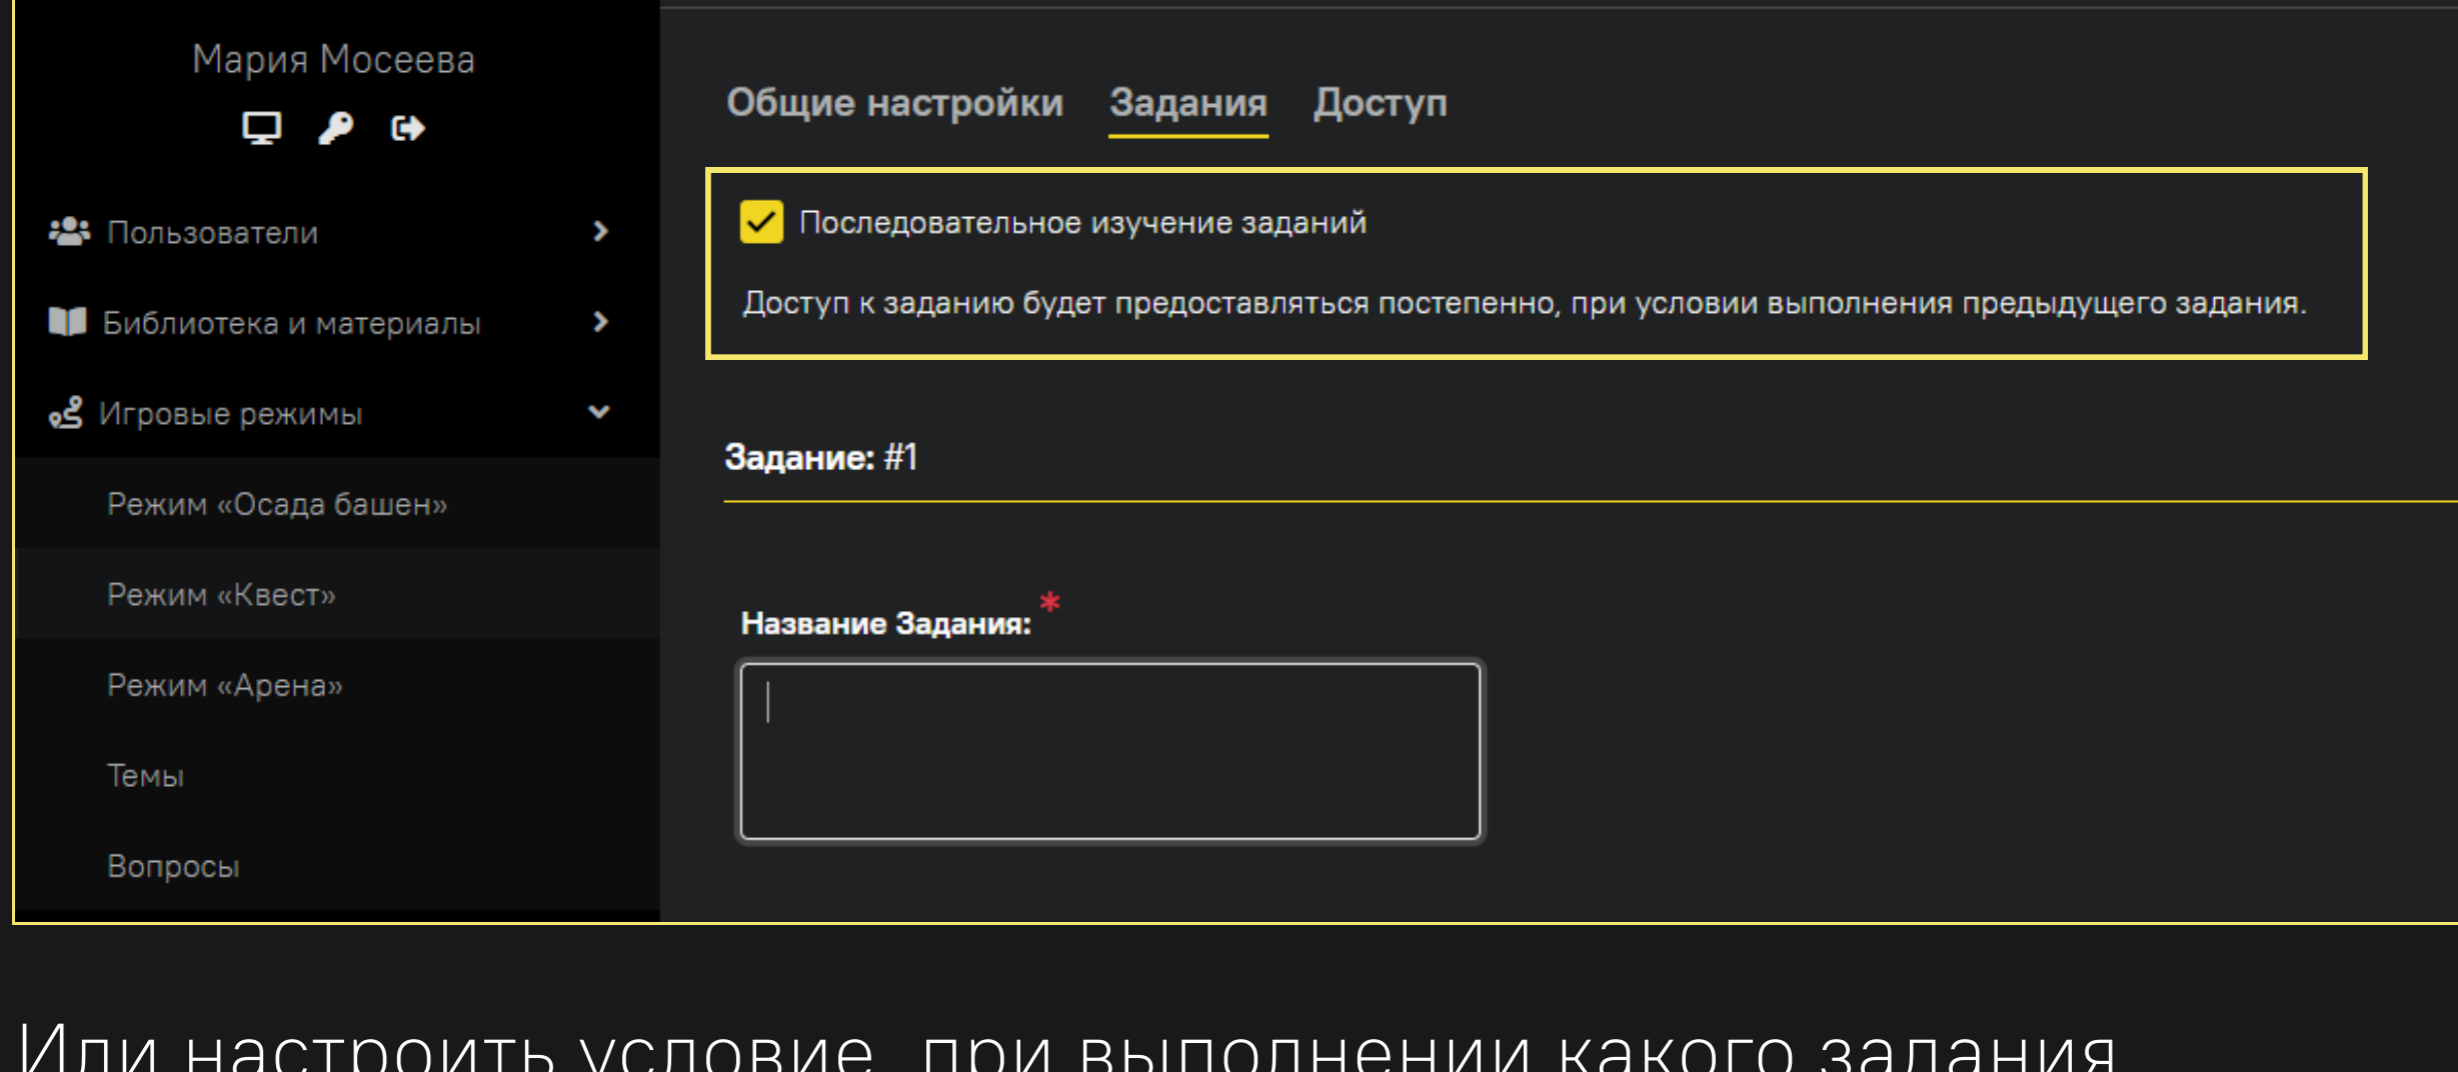 Мария Мосеева
Пользователи
Библиотека и материалы
Игровые режимы
Режим «Осада башен»
Режим «Квест»
Режим «Арена»
Темы
Вопросы
Общие настройки Задания Доступ
Последовательное изучение заданий
Доступ к заданию будет предоставляться постепенно, при условии выполнения предыдущего задания.
Задание: #1
Название Задания: *
Или настроить условие, при выполнении какого задания